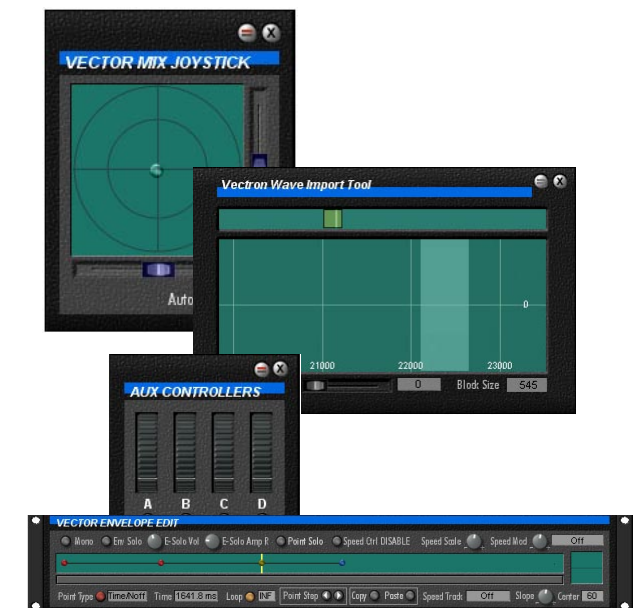 VECTOR MIX JOYSTICK
Auto
Vectron Wave Import Tool
0
21000 22000 23000
0 Block Size 545
AUX CONTROLLERS
A B C D
VECTOR ENVELOPE EDIT
Mono Env Solo E-Solo Vol E-Solo Amp R Point Solo Speed Ctrl DISABLE Speed Scale Speed Mod Off
Point Type Time/Noff Time 1641.8 ms Loop INF Point Step Copy Paste Speed Track Off Slope Center 60